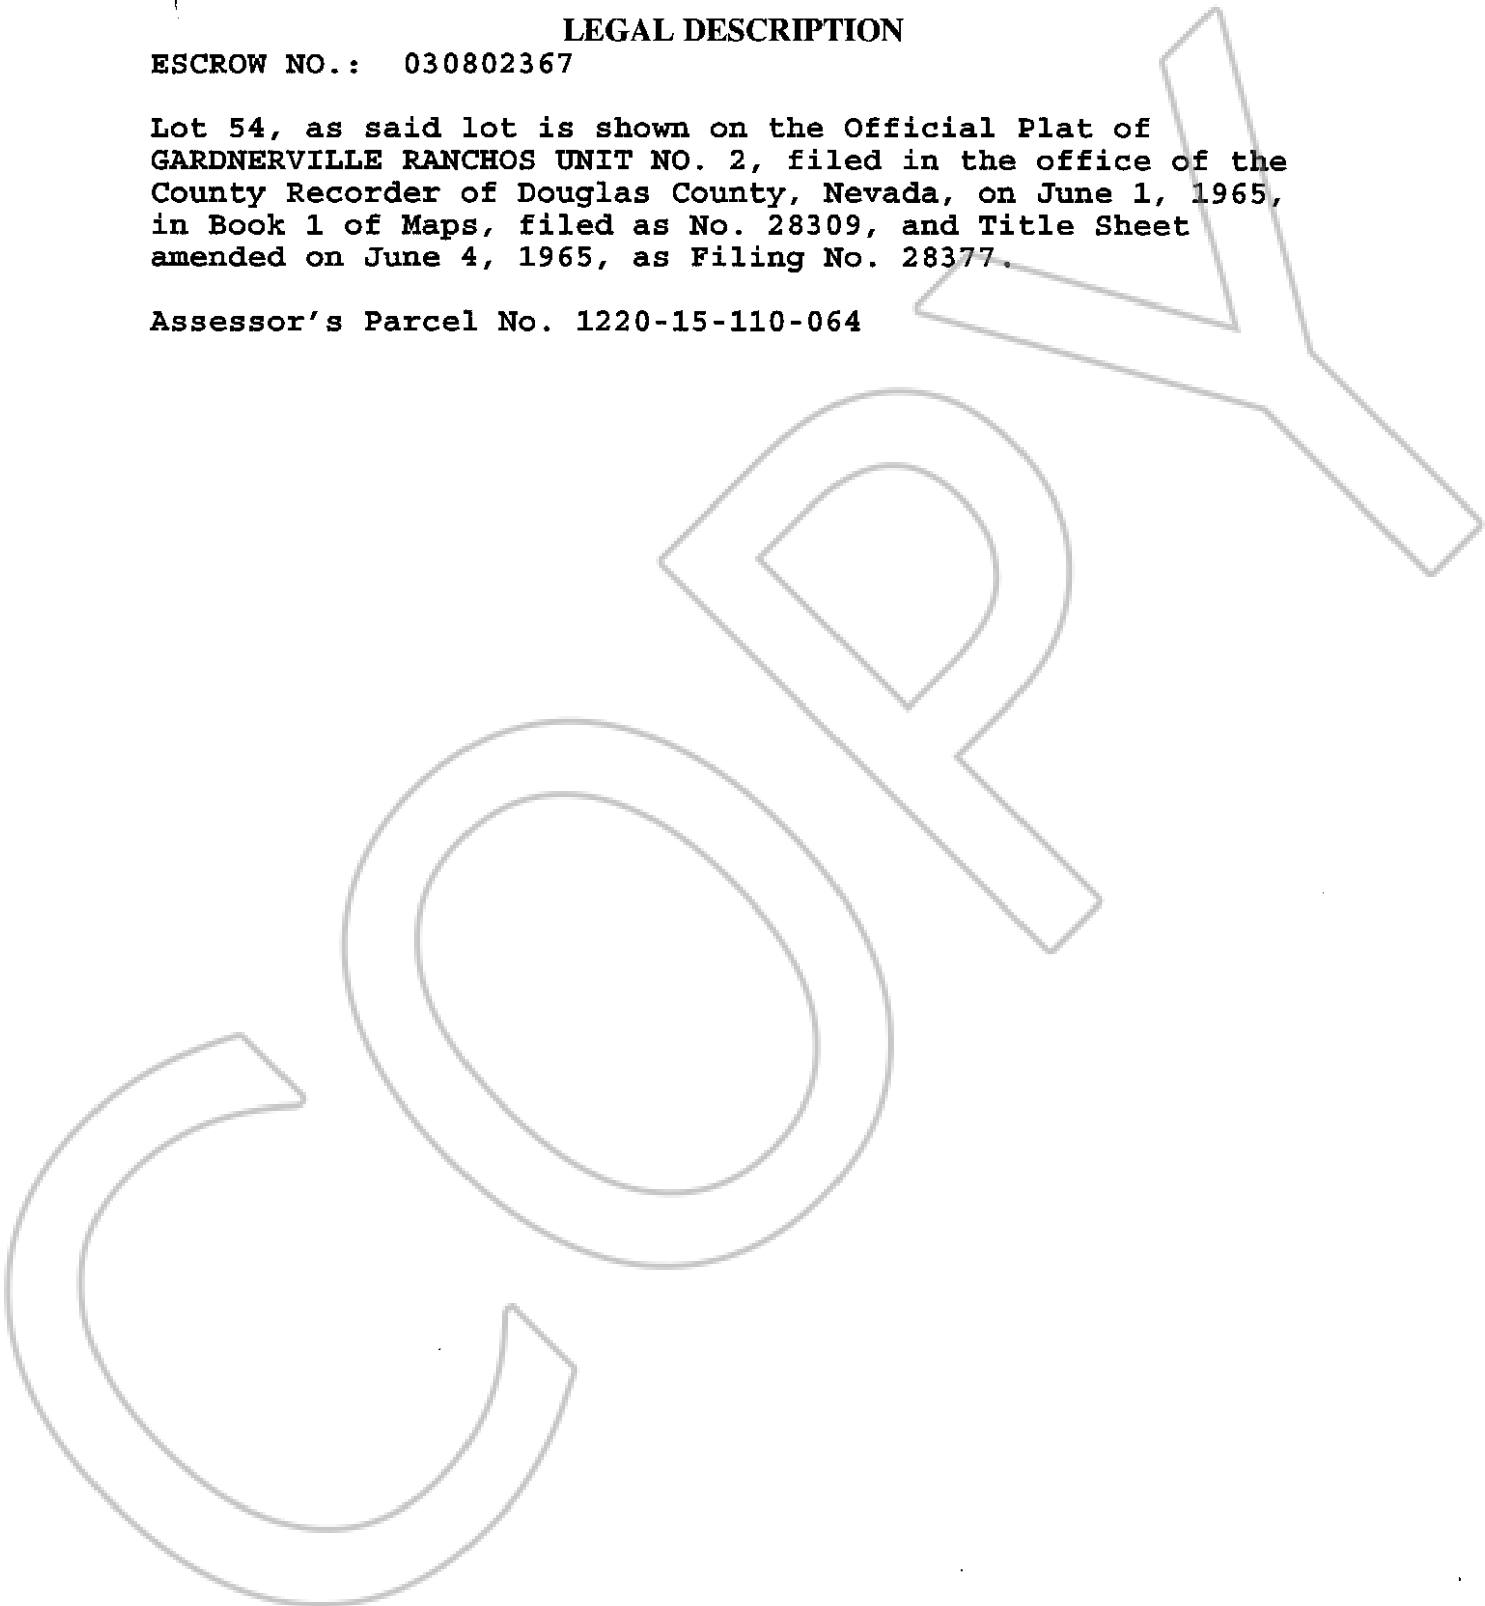 LEGAL DESCRIPTION
ESCROW NO.: 030802367
Lot 54, as said lot is shown on the Official Plat of
GARDNERVILLE RANCHOS UNIT NO. 2, filed in the office of the
County Recorder of Douglas County, Nevada, on June 1, 1965,
in Book 1 of Maps, filed as No. 28309, and Title Sheet
amended on June 4, 1965, as Filing No. 28377.
Assessor's Parcel No. 1220-15-110-064
COPY